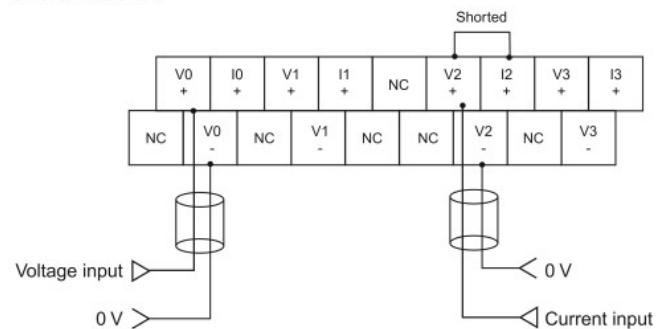 Shorted
V0 + I0 + V1 + I1 + NC V2 + I2 + V3 + I3 +
NC V0 - NC V1 - NC NC V2 - NC V3 -
Voltage input
0 V
0 V
Current input